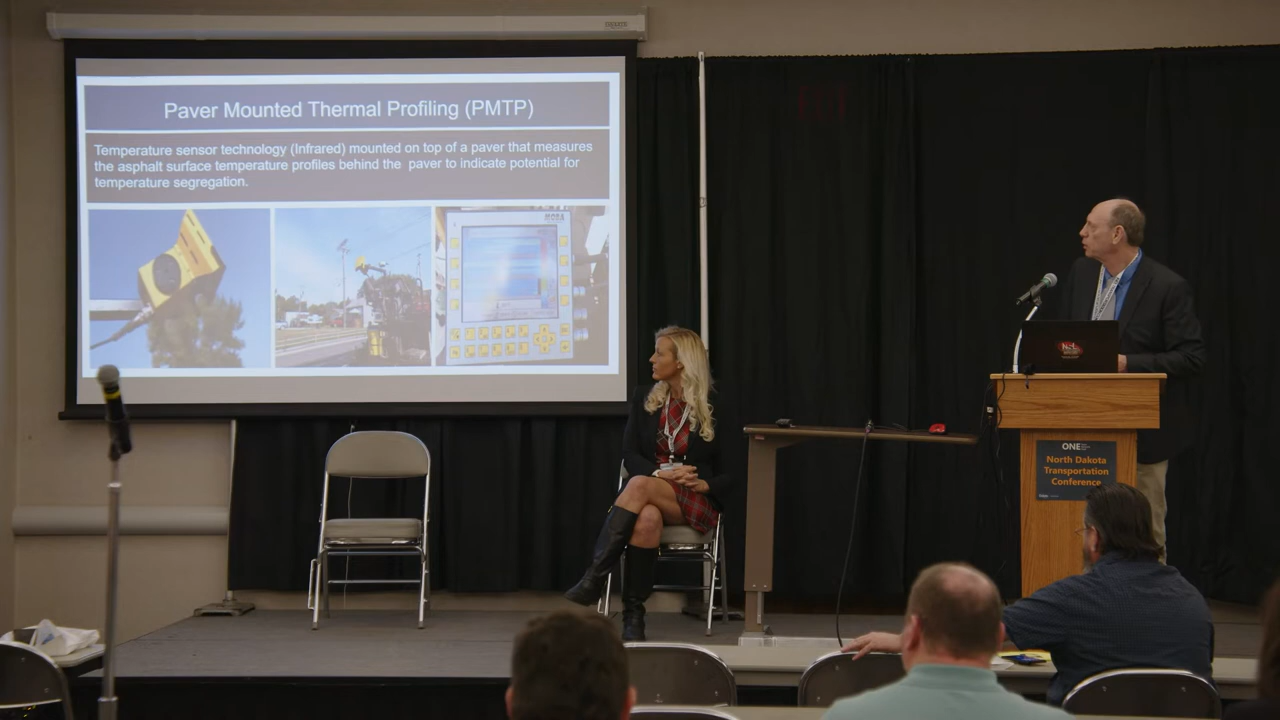 Paver Mounted Thermal Profiling (PMTP)
Temperature sensor technology (Infrared) mounted on top of a paver that measures
the asphalt surface temperature profiles behind the paver to indicate potential for
temperature segregation.
MOBA
ONE
North Dakota
Transportation
Conference